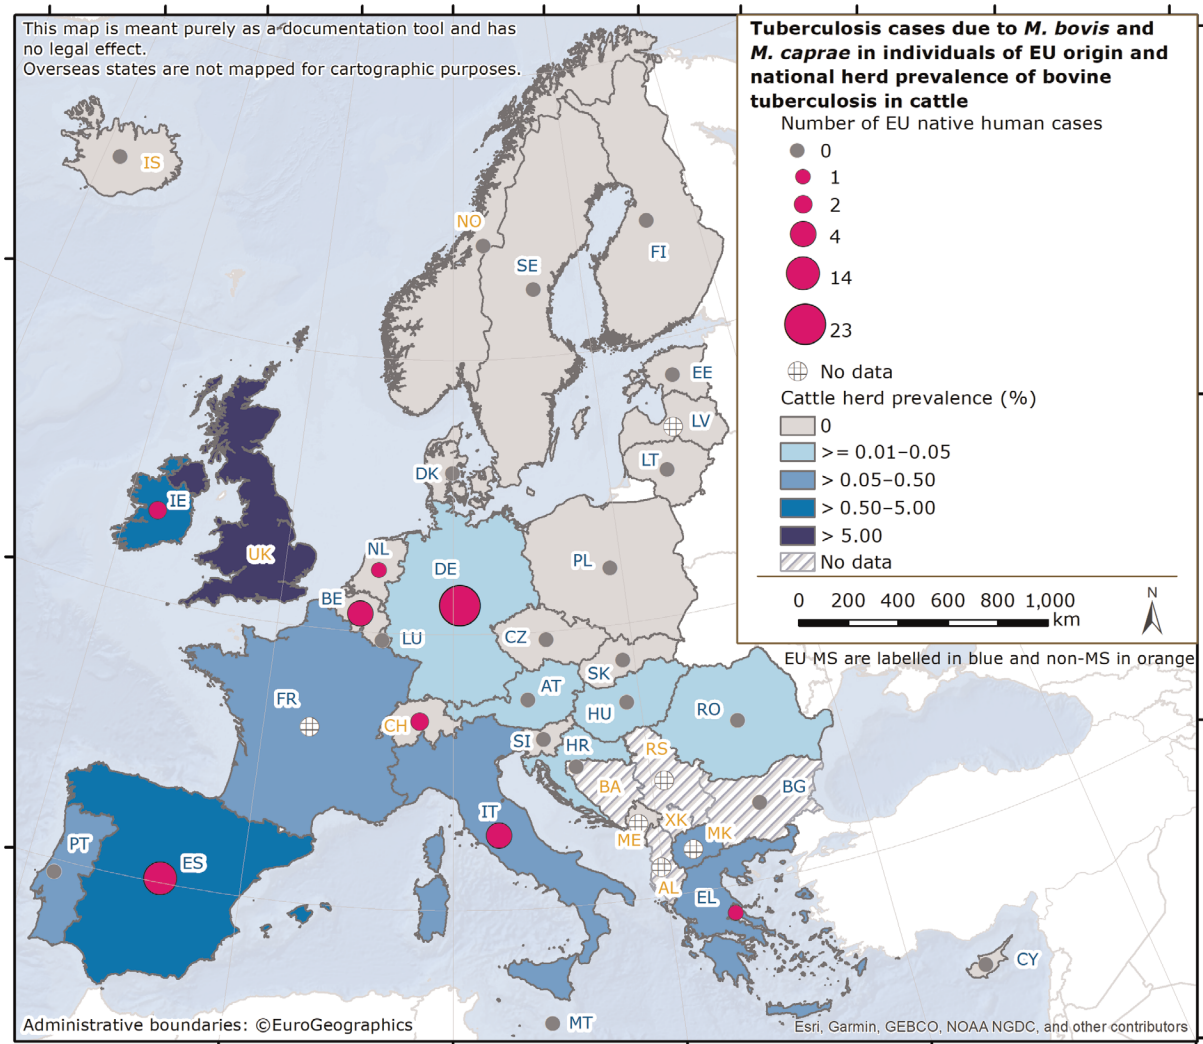 This map is meant purely as a documentation tool and has
no legal effect.
Overseas states are not mapped for cartographic purposes.
Tuberculosis cases due to M. bovis and
M. caprae in individuals of EU origin and
national herd prevalence of bovine
tuberculosis in cattle
Number of EU native human cases
0
1
2
4
14
23
No data
Cattle herd prevalence (%)
0
>= 0.01–0.05
> 0.05–0.50
> 0.50–5.00
> 5.00
No data
0 200 400 600 800 1,000
km
N
EU MS are labelled in blue and non-MS in orange
IS
NO
SE
FI
EE
LV
LT
DK
IE
UK
NL
DE
PL
BE
LU
CZ
SK
FR
CH
AT
HU
RO
SI
HR
RS
BA
BG
IT
ME
XK
MK
PT
ES
AL
EL
CY
MT
Administrative boundaries: ©EuroGeographics
Esri, Garmin, GEBCO, NOAA NGDC, and other contributors